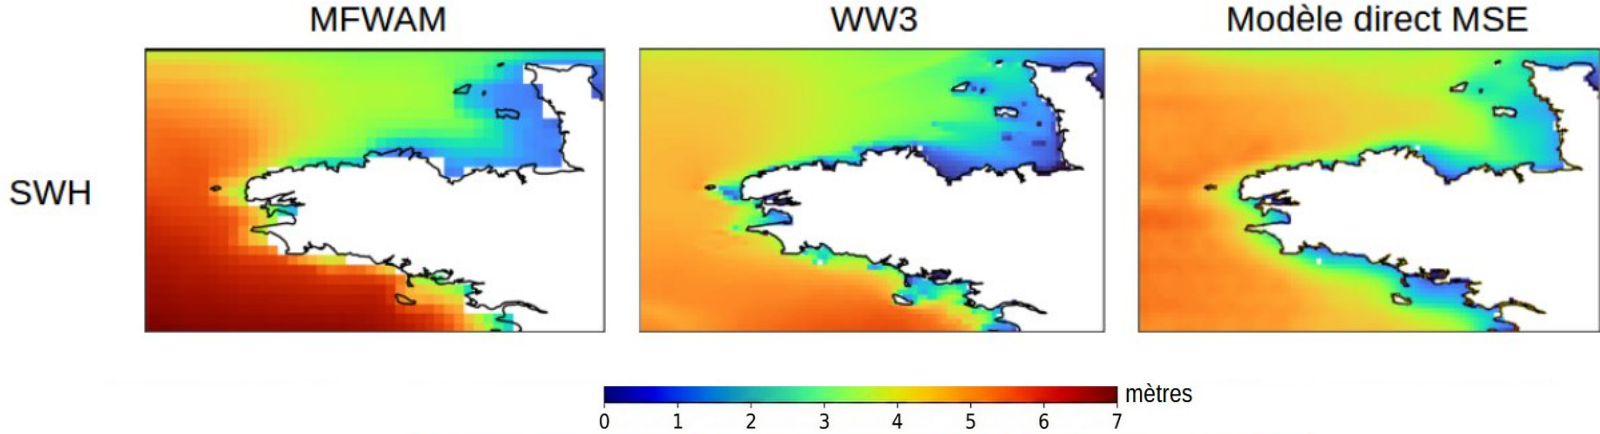 MFWAM
WW3
Modèle direct MSE
SWH
mètres
0 1 2 3 4 5 6 7